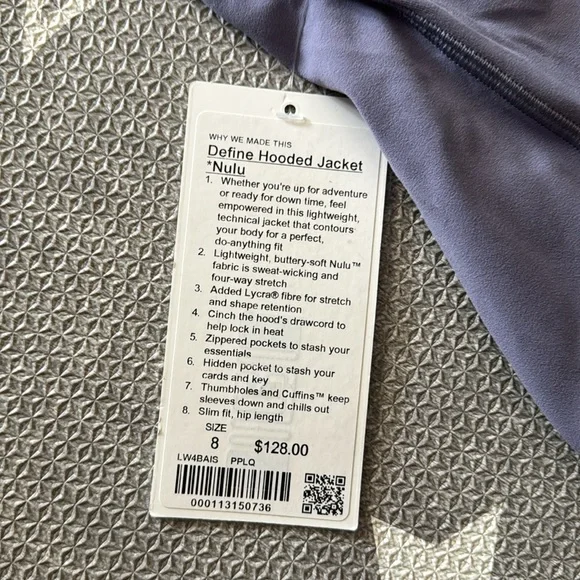 WHY WE MADE THIS
Define Hooded Jacket
*Nulu
1. Whether you're up for adventure
or ready for down time, feel
empowered in this lightweight,
technical jacket that contours
your body for a perfect,
do-anything fit
2. Lightweight, buttery-soft Nulu™
fabric is sweat-wicking and
four-way stretch
3. Added Lycra® fibre for stretch
and shape retention
4. Cinch the hood's drawcord to
help lock in heat
5. Zippered pockets to stash your
essentials
6. Hidden pocket to stash your
cards and key
7. Thumbholes and Cuffins™ keep
sleeves down and chills out
8. Slim fit, hip length
SIZE
8 $128.00
LW4BAIS PPLQ
000113150736